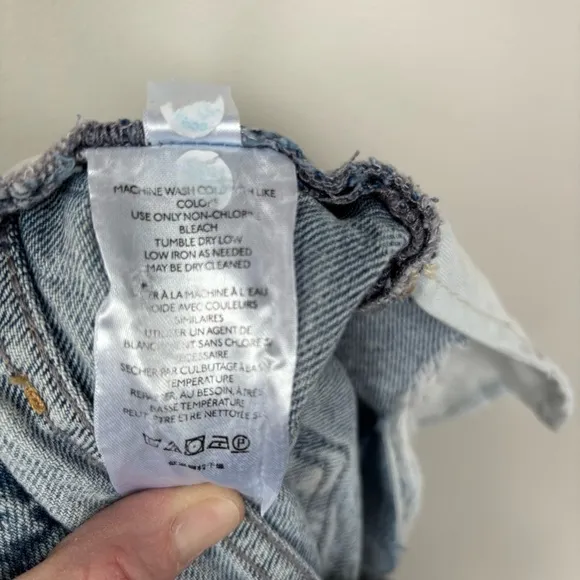 MACHINE WASH COLD WITH LIKE
COLORS
USE ONLY NON-CHLORINE
BLEACH
TUMBLE DRY LOW
LOW IRON AS NEEDED
MAY BE DRY CLEANED
À LA MACHINE À L'EAU
AVEC COULEURS
SIMILAIRES
UTILISER UN AGENT DE
BLANCHIMENT SANS CHLORE
NÉCESSAIRE
SÉCHER PAR CULBUTAGE À BASSE
TEMPÉRATURE
REPASSER, AU BESOIN, À TRÈS
BASSE TEMPÉRATURE
PEUT ÊTRE NETTOYÉ